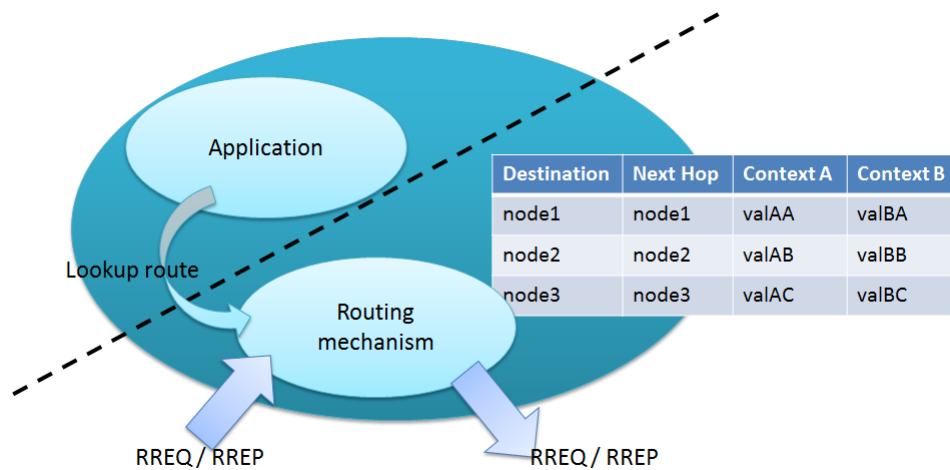 Application
Destination Next Hop Context A Context B
node1 node1 valAA valBA
node2 node2 valAB valBB
Lookup route
node3 node3 valAC valBC
Routing
mechanism
RREQ / RREP RREQ / RREP